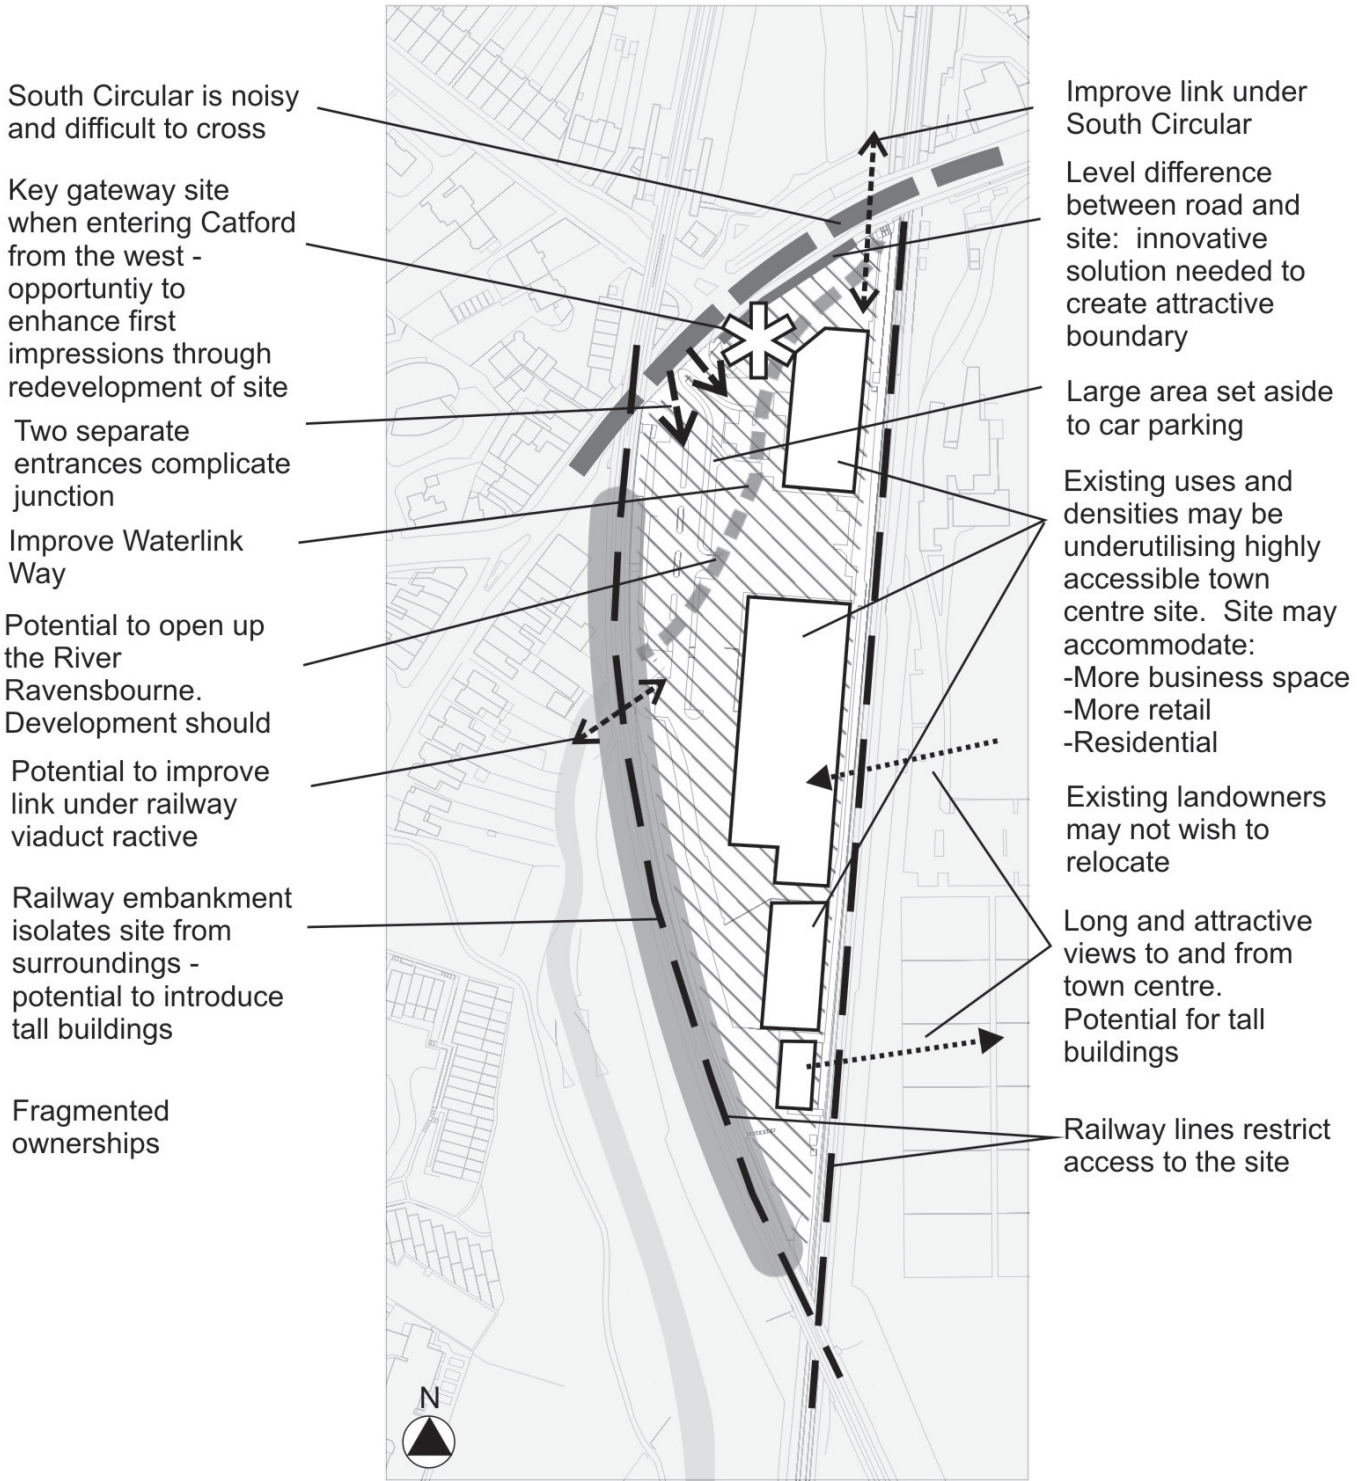 South Circular is noisy
and difficult to cross
Key gateway site
when entering Catford
from the west -
opportuntiy to
enhance first
impressions through
redevelopment of site
Two separate
entrances complicate
junction
Improve Waterlink
Way
Potential to open up
the River
Ravensbourne.
Development should
Potential to improve
link under railway
viaduct ractive
Railway embankment
isolates site from
surroundings -
potential to introduce
tall buildings
Fragmented
ownerships
N
Improve link under
South Circular
Level difference
between road and
site: innovative
solution needed to
create attractive
boundary
Large area set aside
to car parking
Existing uses and
densities may be
underutilising highly
accessible town
centre site. Site may
accommodate:
-More business space
-More retail
-Residential
Existing landowners
may not wish to
relocate
Long and attractive
views to and from
town centre.
Potential for tall
buildings
Railway lines restrict
access to the site